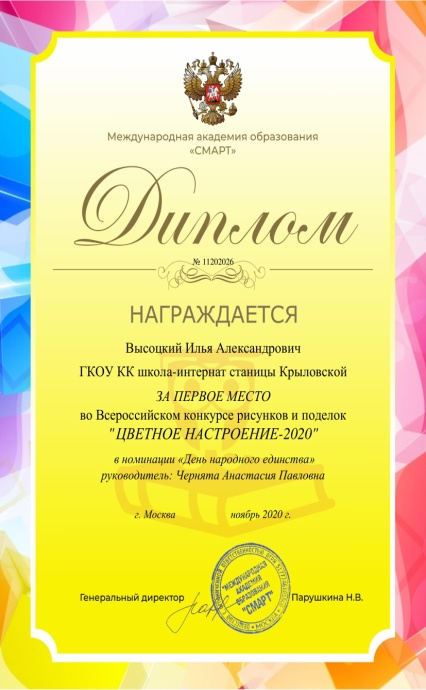 Международная академия образования
«СМАРТ»
Диплом
№ 11202026
НАГРАЖДАЕТСЯ
Высоцкий Илья Александрович
ГКОУ КК школа-интернат станицы Крыловской
ЗА ПЕРВОЕ МЕСТО
во Всероссийском конкурсе рисунков и поделок
"ЦВЕТНОЕ НАСТРОЕНИЕ-2020"
в номинации «День народного единства»
руководитель: Чернята Анастасия Павловна
г. Москва ноябрь 2020 г.
Генеральный директор Парушкина Н.В.
"МЕЖДУНАРОДНАЯ
АКАДЕМИЯ
ОБРАЗОВАНИЯ
"СМАРТ"
МОСКВА